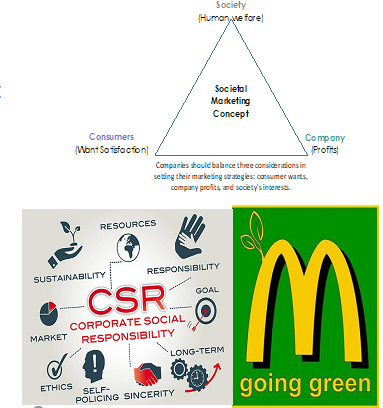 Society
(Human welfare)
Societal
Marketing
Concept
Consumers
(Want Satisfaction)
Company
(Profits)
Companies should balance three considerations in
setting their marketing strategies: consumer wants,
company profits, and society's interests.
RESOURCES
SUSTAINABILITY
RESPONSIBILITY
GOAL
CSR
CORPORATE SOCIAL
RESPONSIBILITY
MARKET
LONG-TERM
ETHICS
SELF-
POLICING
SINCERITY
going green